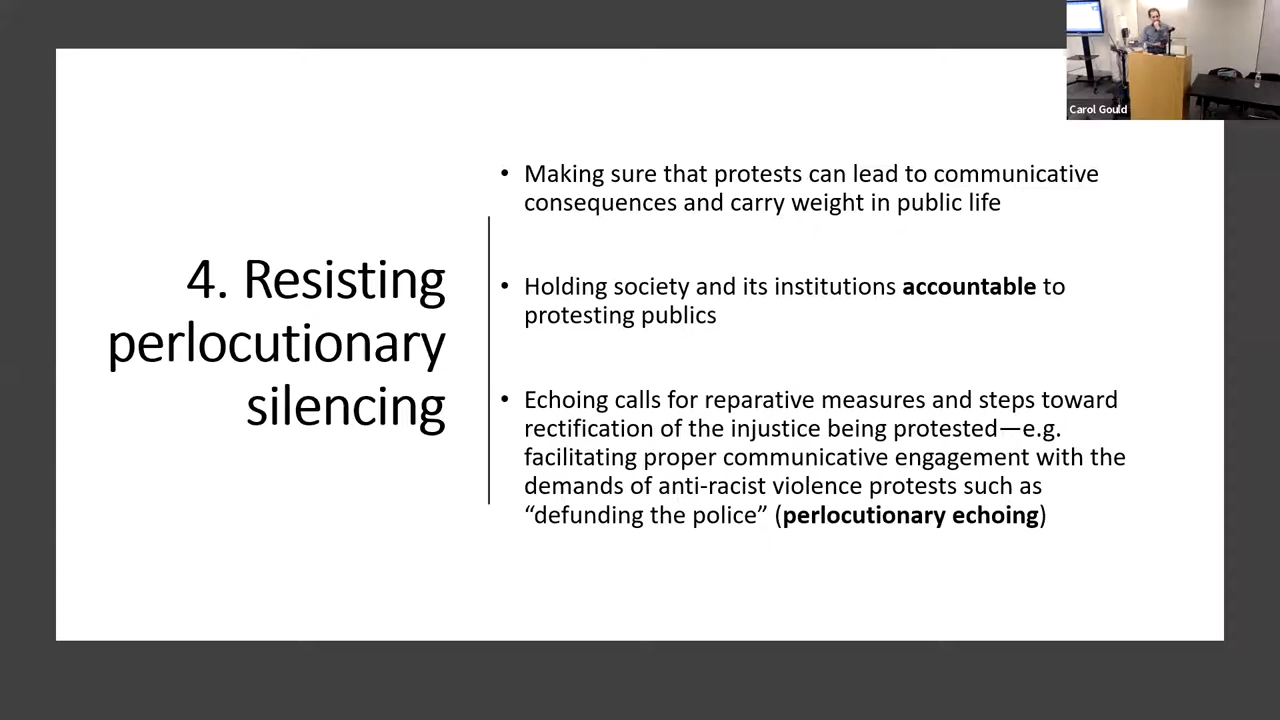 Carol Gould
4. Resisting
perlocutionary
silencing
• Making sure that protests can lead to communicative
consequences and carry weight in public life
• Holding society and its institutions accountable to
protesting publics
• Echoing calls for reparative measures and steps toward
rectification of the injustice being protested—e.g.
facilitating proper communicative engagement with the
demands of anti-racist violence protests such as
“defunding the police” (perlocutionary echoing)